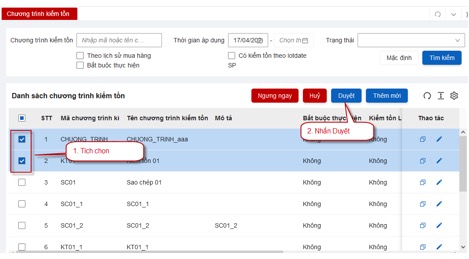 Chương trình kiểm tồn
Chương trình kiểm tồn Nhập mã hoặc tên c... Thời gian áp dụng 17/04/202 Chọn th Trạng thái
Theo lịch sử mua hàng Có kiểm tồn theo lotdate
Bắt buộc thực hiện SP Mặc định Tìm kiếm
Danh sách chương trình kiểm tồn Ngưng ngay Huỷ Duyệt Thêm mới
STT Mã chương trình ki Tên chương trình kiểm tồn Mô tả Bắt buộc thực hiện Kiểm tồn L Thao tác
2. Nhấn Duyệt
1 CHUONG_TRINH CHUONG_TRINH_aaa Không Không
1. Tích chọn
2 KT01 tồn 01 Không Không
3 SC01 Sao chép 01 Không Không
4 SC01_1 SC01_1 Không Không
5 SC01_2 SC01_2 SC01_2 Không Không
6 KT01_1 KT01_1 Không Không